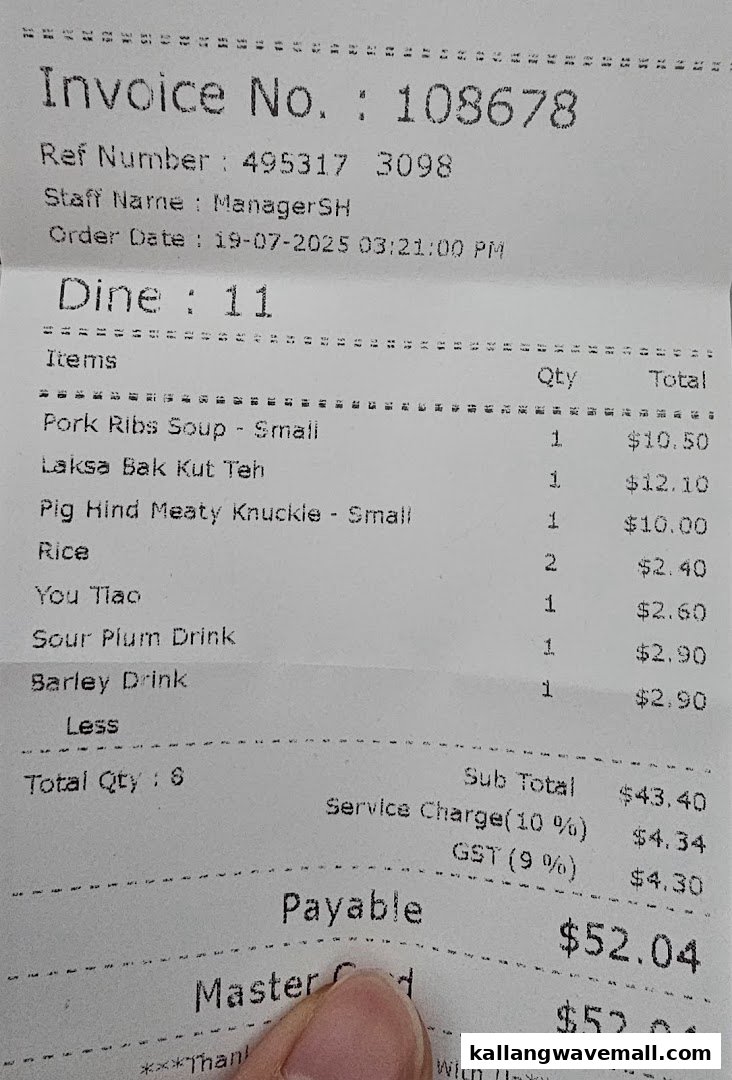 Invoice No. : 108678
Ref Number : 495317 3098
Staff Name : ManagerSH
Order Date : 19-07-2025 03:21:00 PM
Dine : 11
Items Qty Total
Pork Ribs Soup - Small 1 $10.50
Laksa Bak Kut Teh 1 $12.10
Pig Hind Meaty Knuckle - Small 1 $10.00
Rice 2 $2.40
You Tiao 1 $2.60
Sour Plum Drink 1 $2.90
Barley Drink 1 $2.90
Less
Total Qty : 8 Sub Total $43.40
Service Charge(10 %) $4.34
GST (9 %) $4.30
Payable $52.04
Master
kallangwavemall.com